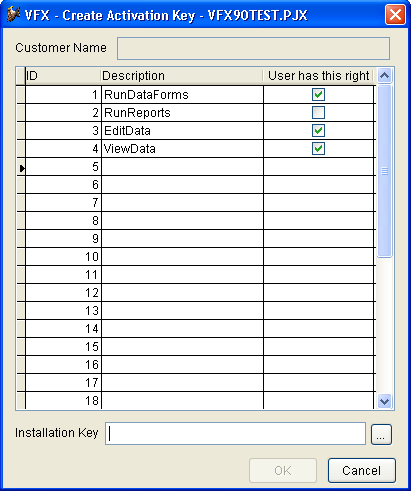 VFX - Create Activation Key - VFX90TEST.PJX
Customer Name
ID Description User has this right
1 RunDataForms
2 RunReports
3 EditData
4 ViewData
5
6
7
8
9
10
11
12
13
14
15
16
17
18
Installation Key ...
OK Cancel